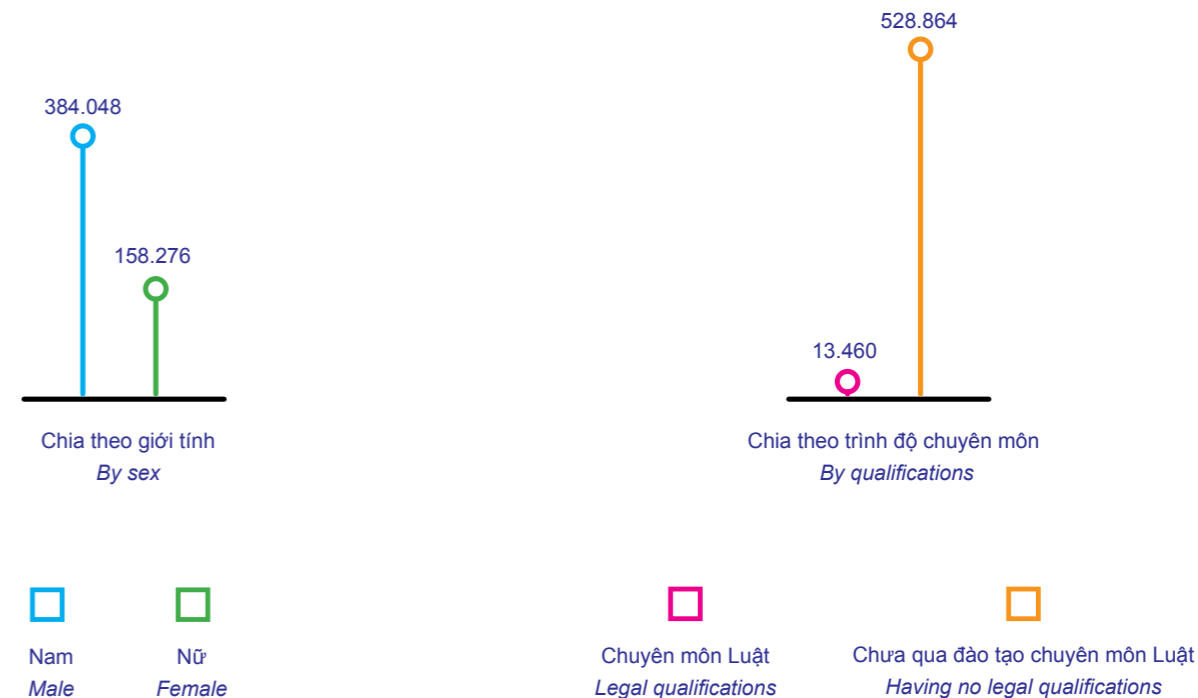 384.048
158.276
Chia theo giới tính
By sex
528.864
13.460
Chia theo trình độ chuyên môn
By qualifications
Nam
Male
Nữ
Female
Chuyên môn Luật
Legal qualifications
Chưa qua đào tạo chuyên môn Luật
Having no legal qualifications